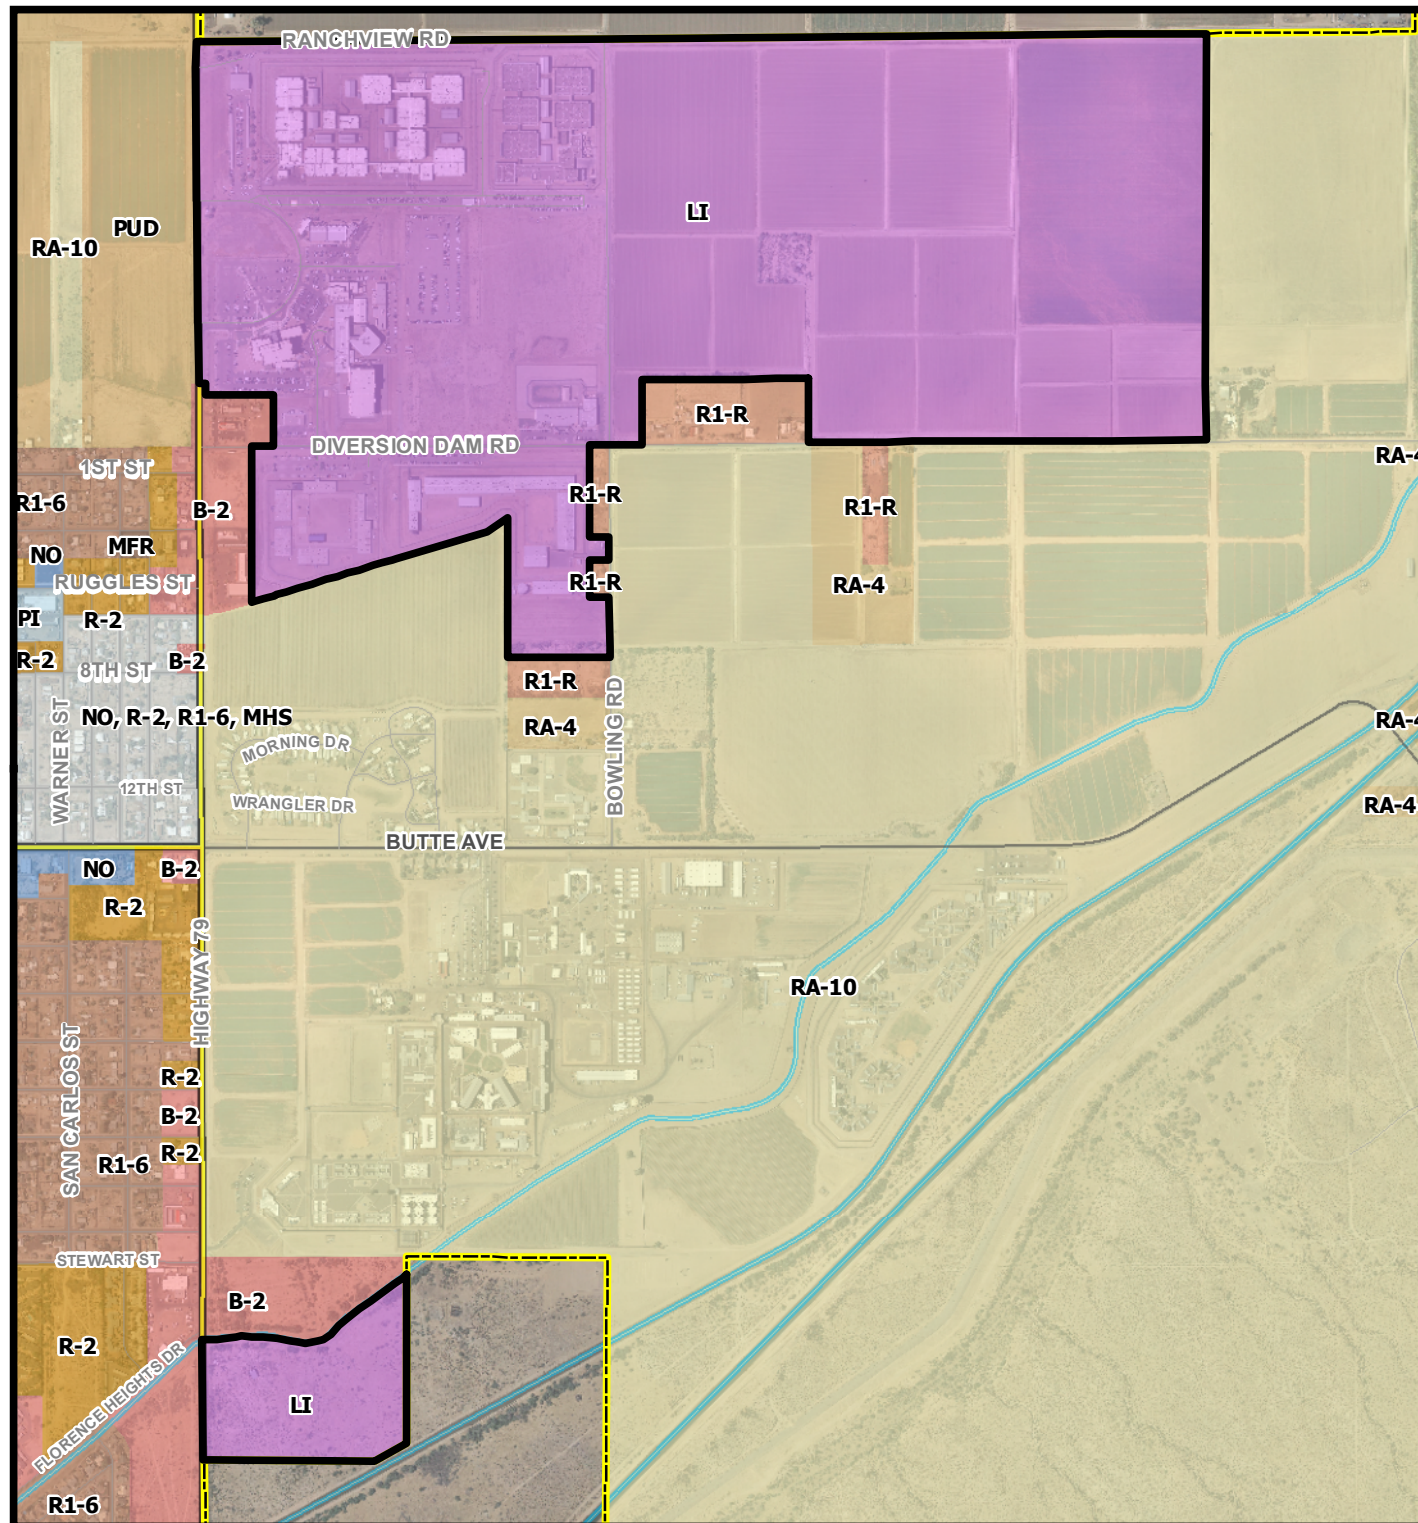 RANCHVIEW RD
LI
PUD
RA-10
R1-R
DIVERSION DAM RD
RA-4
1ST ST
R1-R
R1-6
R1-R
B-2
MFR
NO
RUGGLES ST
R1-R
RA-4
PI
R-2
R-2
8TH ST
B-2
R1-R
BOWLING RD
NO, R-2, R1-6, MHS
RA-4
RA-4
WARNER ST
MORNING DR
12TH ST
WRANGLER DR
RA-4
BUTTE AVE
NO
B-2
R-2
HIGHWAY 79
RA-10
SAN CARLOS ST
R-2
B-2
R-2
R1-6
STEWART ST
B-2
R-2
FLORENCE HEIGHTS DR
LI
R1-6